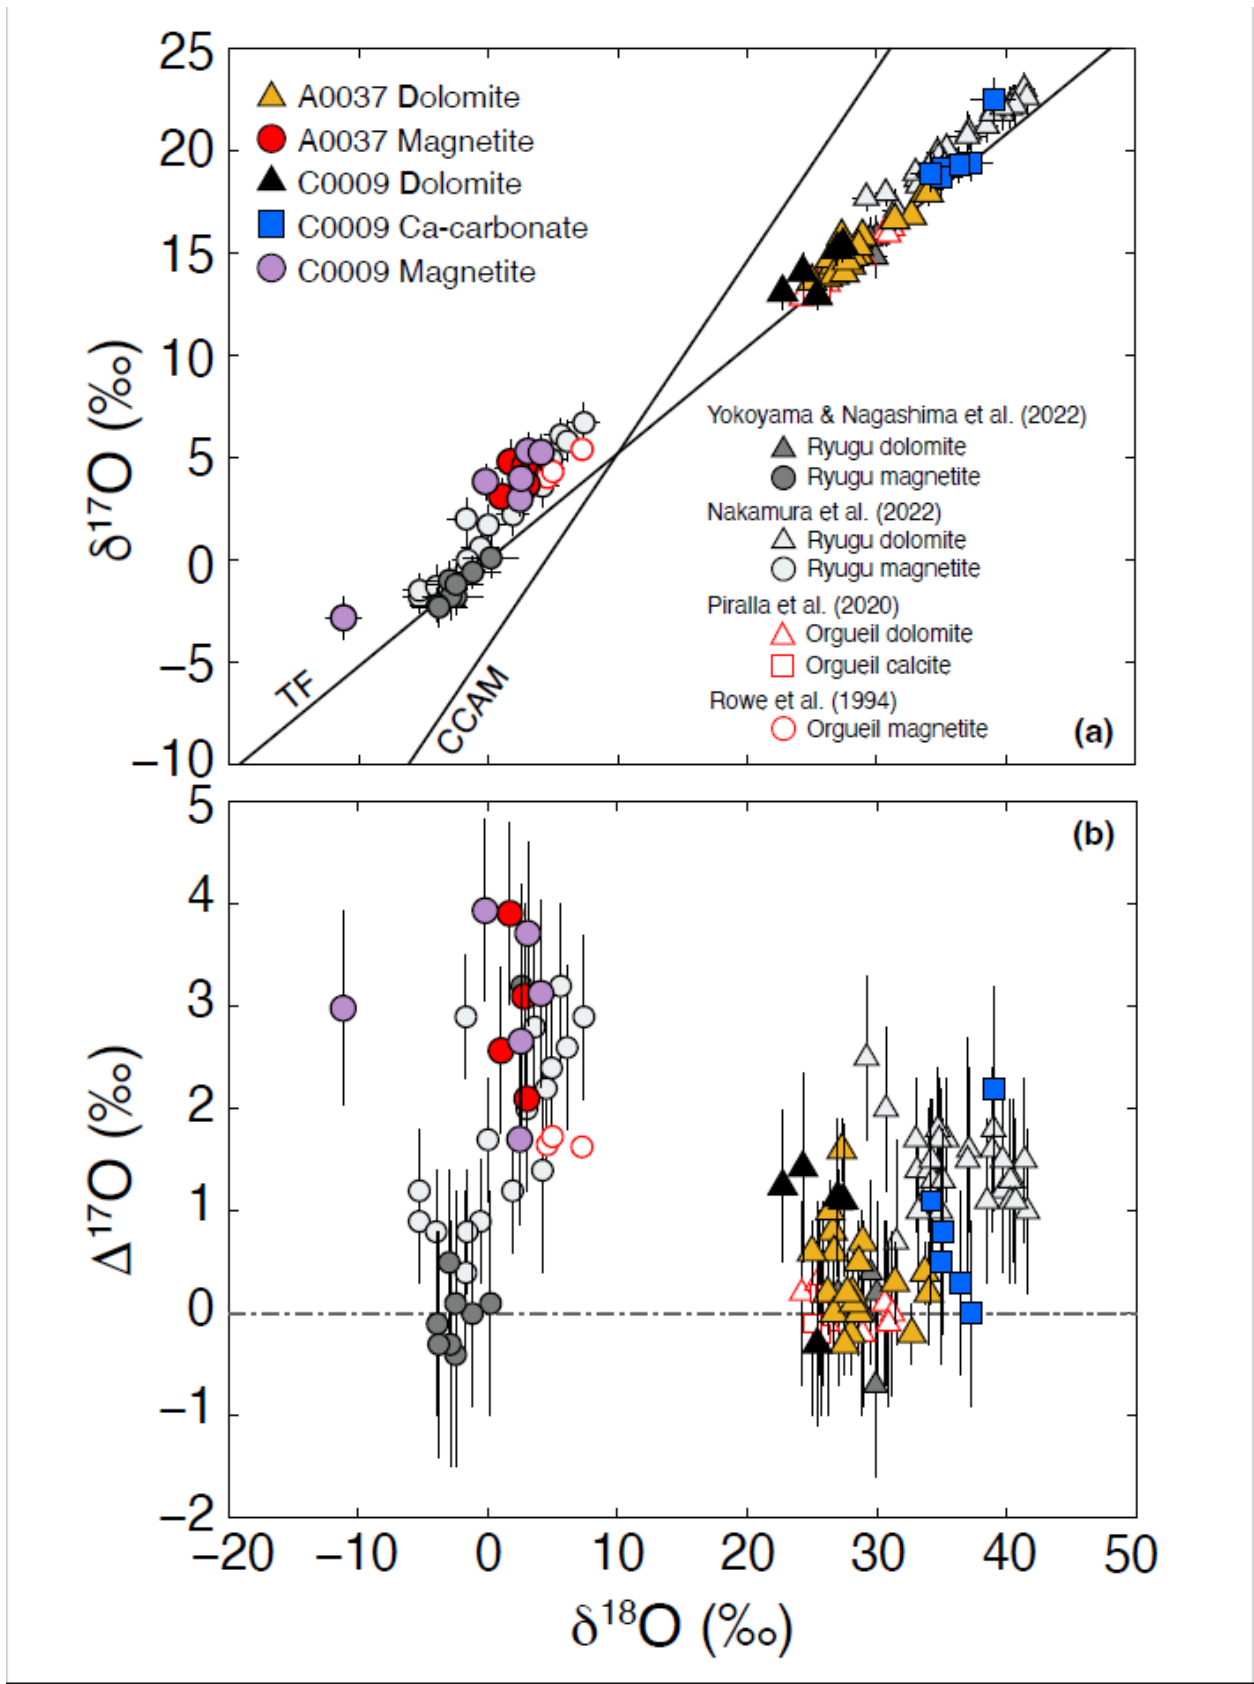 25
20
15
10
5
0
−5
−10
δ¹⁷O (‰)
A0037 Dolomite
A0037 Magnetite
C0009 Dolomite
C0009 Ca-carbonate
C0009 Magnetite
Yokoyama & Nagashima et al. (2022)
Ryugu dolomite
Ryugu magnetite
Nakamura et al. (2022)
Ryugu dolomite
Ryugu magnetite
Piralla et al. (2020)
Orgueil dolomite
Orgueil calcite
Rowe et al. (1994)
Orgueil magnetite
TF
CCAM
(a)
5
4
3
2
1
0
−1
−2
Δ¹⁷O (‰)
(b)
−20 −10 0 10 20 30 40 50
δ¹⁸O (‰)